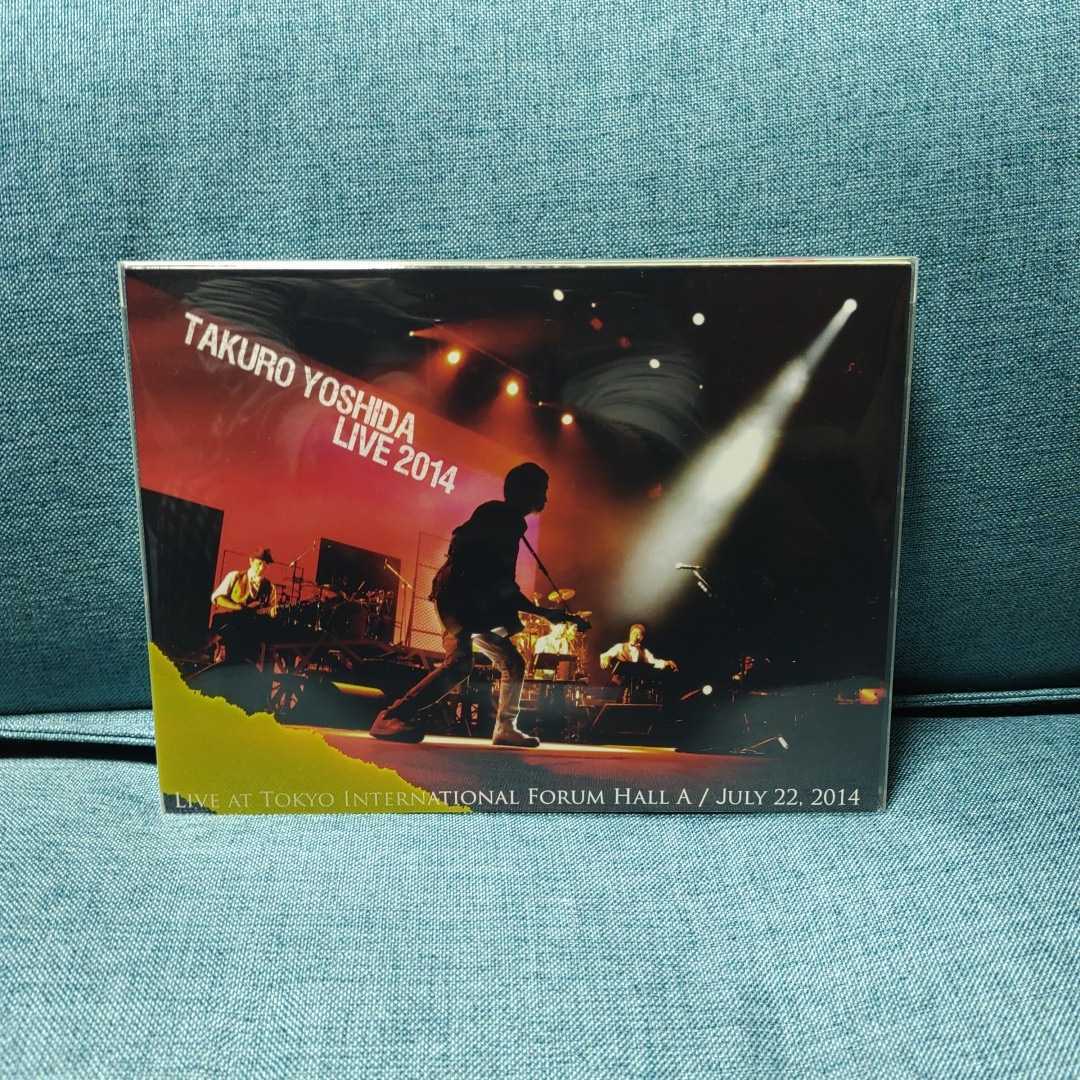 TAKURO YOSHIDA
LIVE 2014
LIVE AT TOKYO INTERNATIONAL FORUM HALL A / JULY 22, 2014